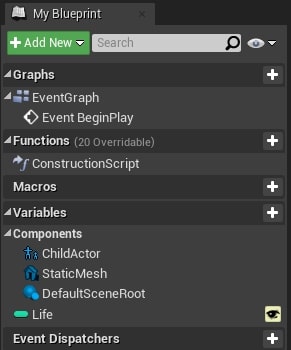 My Blueprint
Add New Search
Graphs
EventGraph
Event BeginPlay
Functions (20 Overridable)
ConstructionScript
Macros
Variables
Components
ChildActor
StaticMesh
DefaultSceneRoot
Life
Event Dispatchers